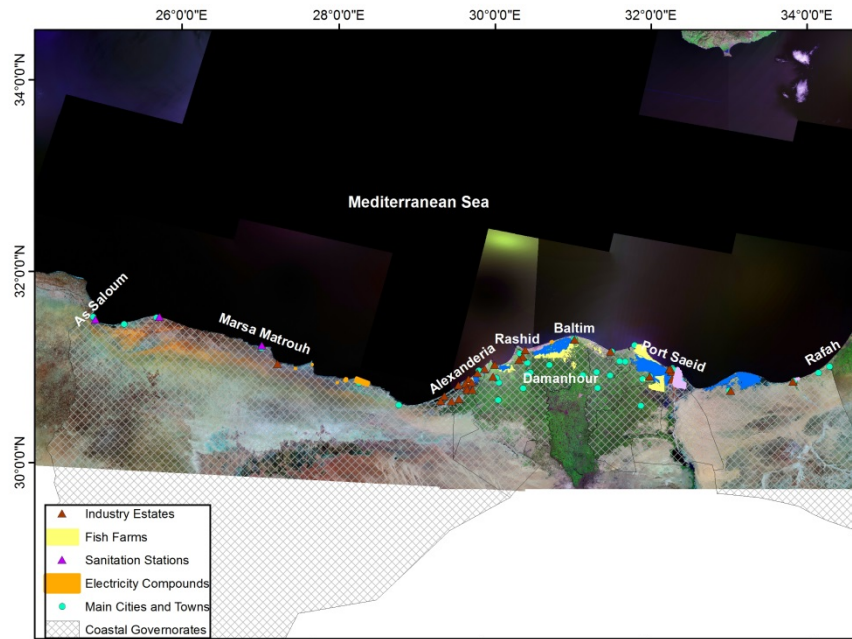 26°0'0"E 28°0'0"E 30°0'0"E 32°0'0"E 34°0'0"E
34°0'0"N
Mediterranean Sea
32°0'0"N
As Saloum
Marsa Matrouh
Alexanderia
Rashid
Baltim
Damanhour
Port Saeid
Rafah
30°0'0"N
Industry Estates
Fish Farms
Sanitation Stations
Electricity Compounds
Main Cities and Towns
Coastal Governorates